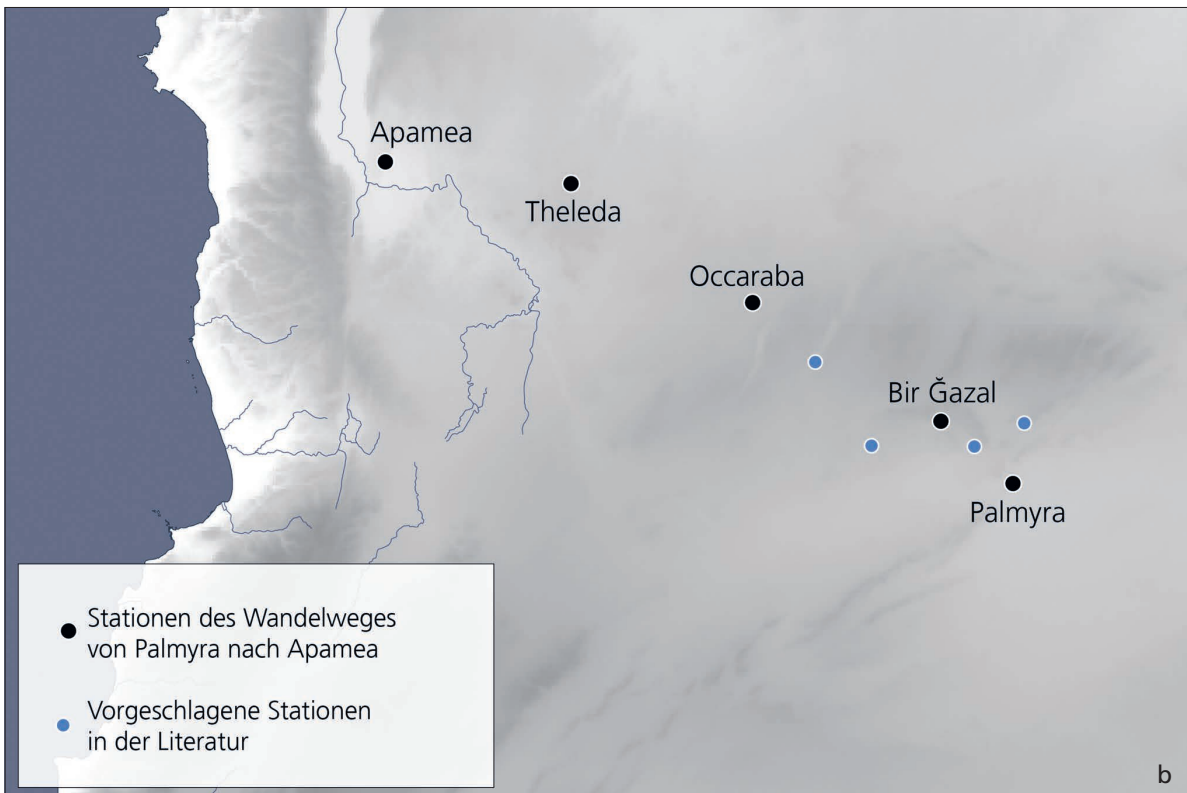 Apamea
Theleda
Occaraba
Bir Ğazal
Palmyra
Stationen des Wandelweges
von Palmyra nach Apamea
Vorgeschlagene Stationen
in der Literatur
b